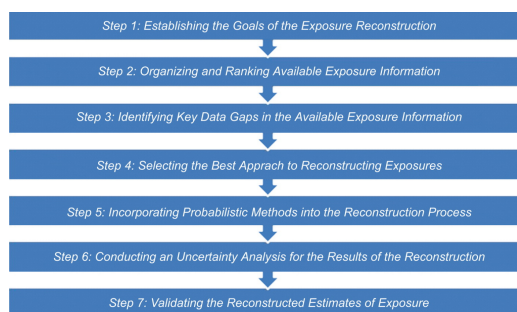 Step 1: Establishing the Goals of the Exposure Reconstruction
Step 2: Organizing and Ranking Available Exposure Information
Step 3: Identifying Key Data Gaps in the Available Exposure Information
Step 4: Selecting the Best Apprach to Reconstructing Exposures
Step 5: Incorporating Probabilistic Methods into the Reconstruction Process
Step 6: Conducting an Uncertainty Analysis for the Results of the Reconstruction
Step 7: Validating the Reconstructed Estimates of Exposure